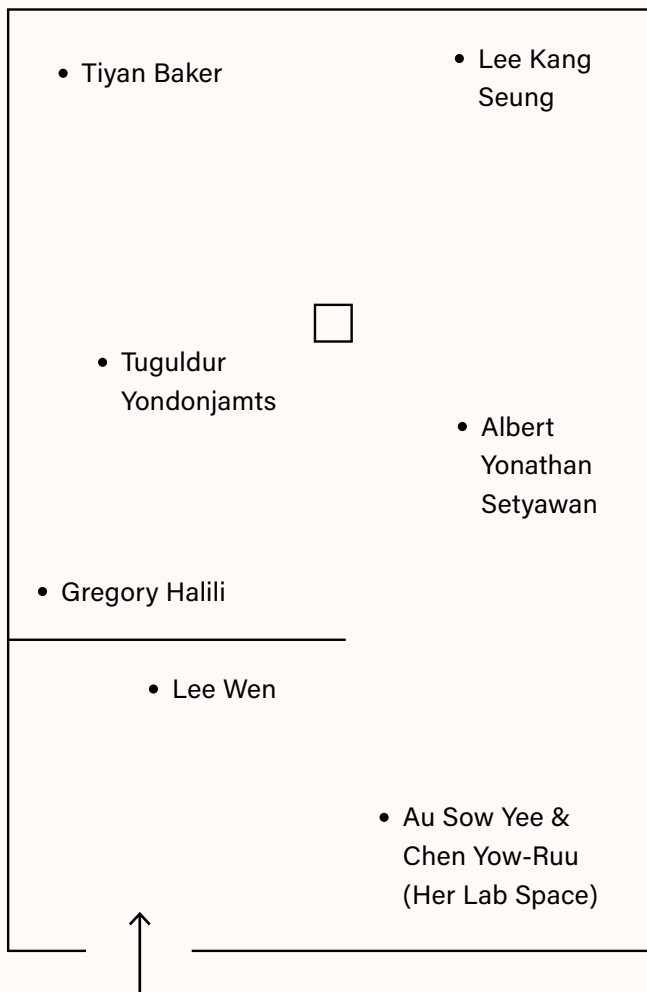 Tiyan Baker
Lee Kang
Seung
Tuguldur
Yondonjamts
Albert
Yonathan
Setyawan
Gregory Halili
Lee Wen
Au Sow Yee &
Chen Yow-Ruu
(Her Lab Space)